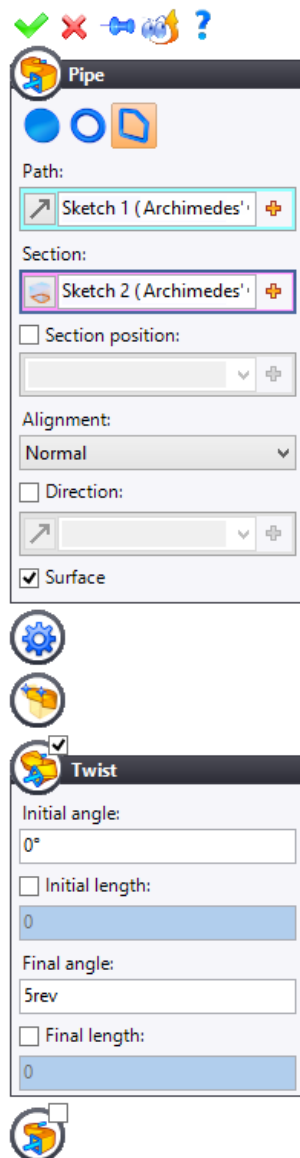 ?
Pipe
Path:
Sketch 1 (Archimedes'
Section:
Sketch 2 (Archimedes'
Section position:
Alignment:
Normal
Direction:
Surface
Twist
Initial angle:
0°
Initial length:
0
Final angle:
5rev
Final length:
0